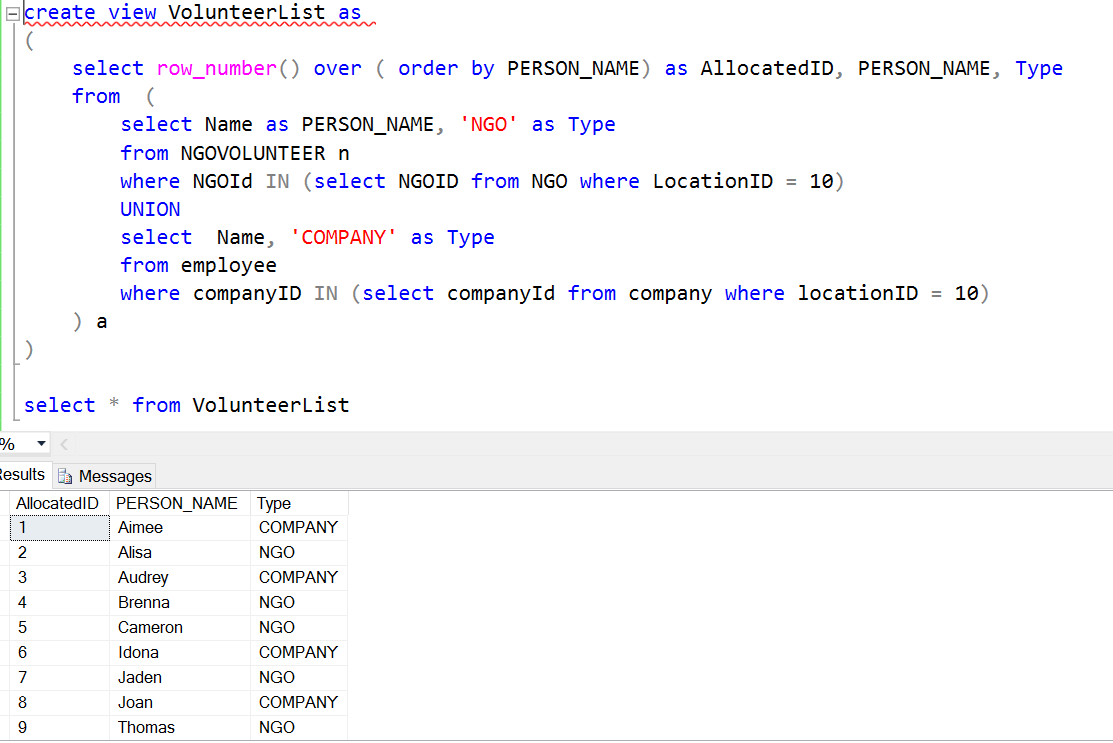 create view VolunteerList as
(
select row_number() over ( order by PERSON_NAME) as AllocatedID, PERSON_NAME, Type
from  (
select Name as PERSON_NAME, 'NGO' as Type
from NGOVOLUNTEER n
where NGOId IN (select NGOID from NGO where LocationID = 10)
UNION
select  Name, 'COMPANY' as Type
from employee
where companyID IN (select companyId from company where locationID = 10)
) a
)
select * from VolunteerList
%
Results Messages
AllocatedID PERSON_NAME Type
1 Aimee COMPANY
2 Alisa NGO
3 Audrey COMPANY
4 Brenna NGO
5 Cameron NGO
6 Idona COMPANY
7 Jaden NGO
8 Joan COMPANY
9 Thomas NGO